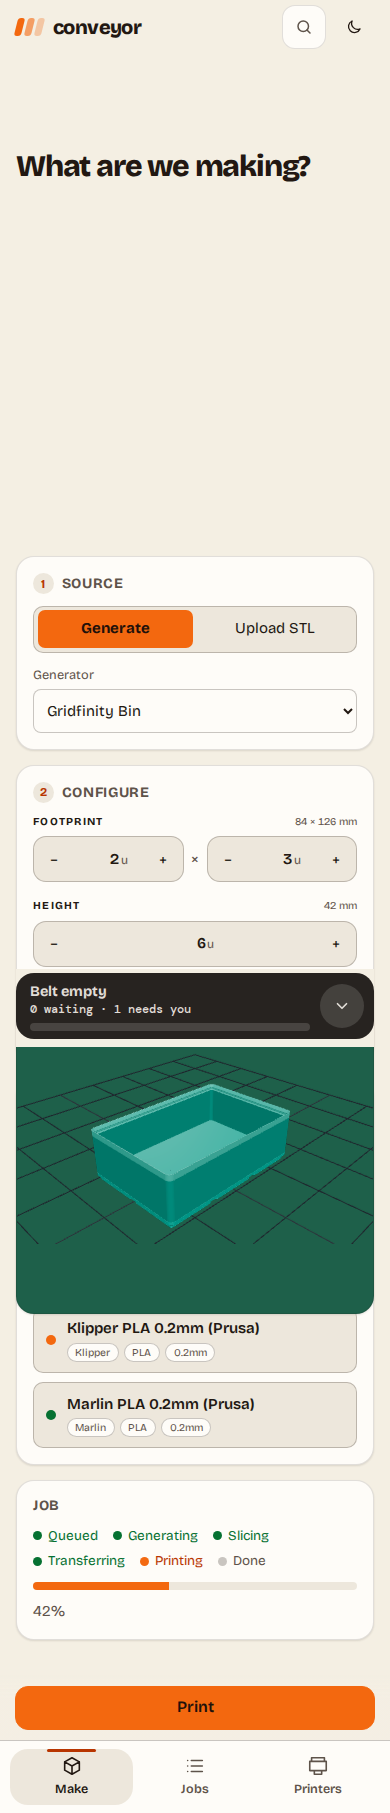 conveyor
What are we making?
1 SOURCE
Generate Upload STL
Generator
Gridfinity Bin
2 CONFIGURE
FOOTPRINT 84 × 126 mm
− 2 u + × − 3 u +
HEIGHT 42 mm
− 6 u +
Belt empty
0 waiting · 1 needs you
Klipper PLA 0.2mm (Prusa)
Klipper PLA 0.2mm
Marlin PLA 0.2mm (Prusa)
Marlin PLA 0.2mm
JOB
Queued Generating Slicing
Transferring Printing Done
42%
Print
Make Jobs Printers